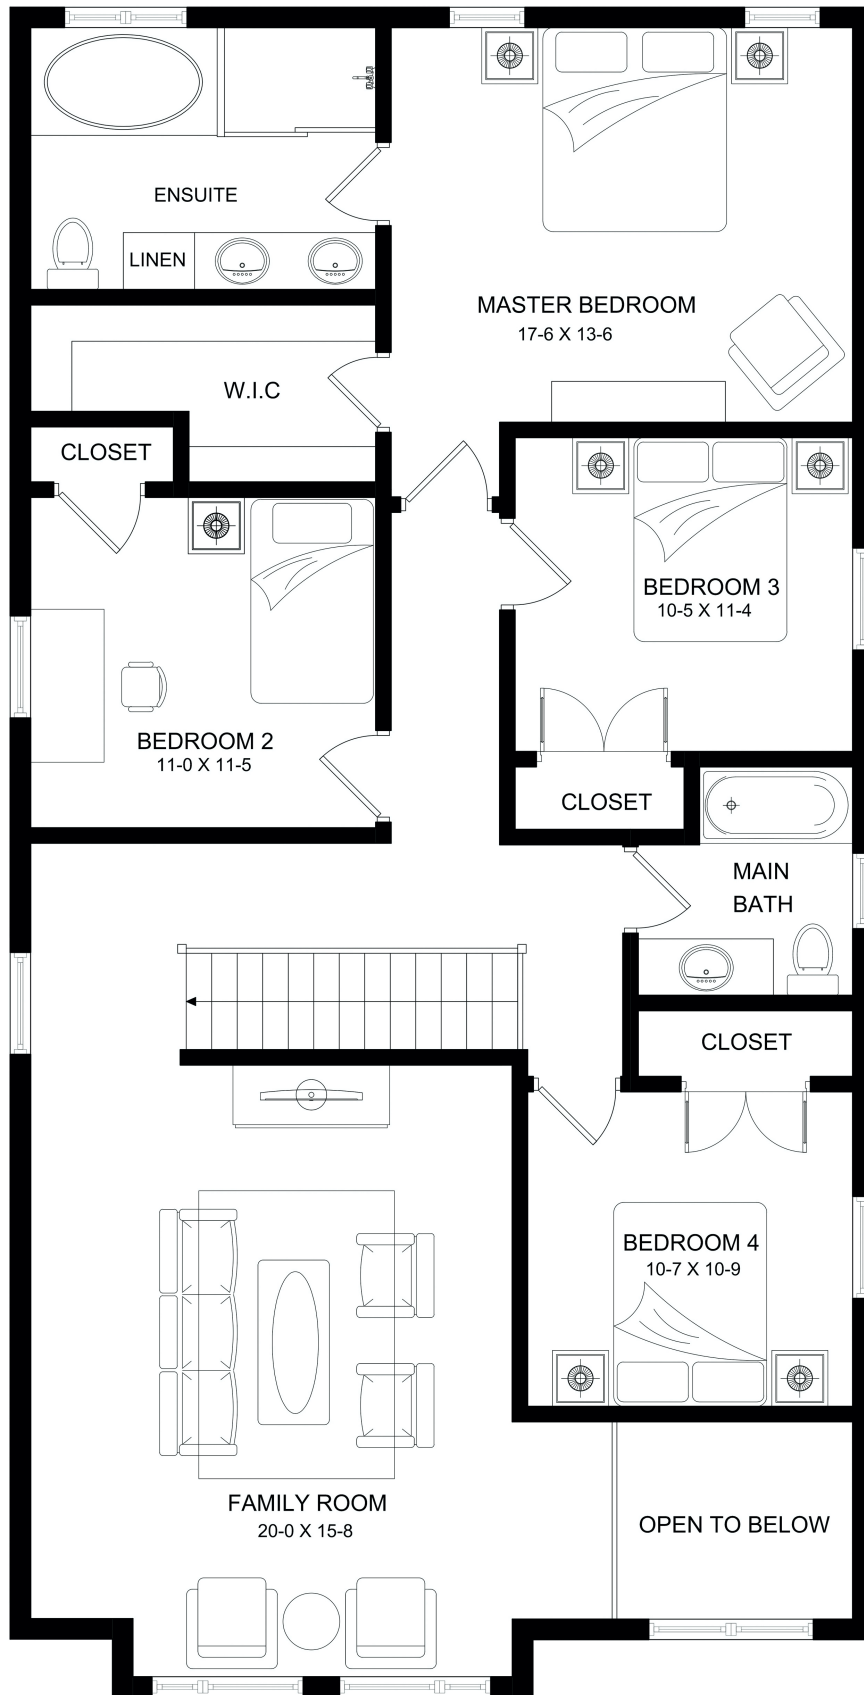 ENSUITE
LINEN
MASTER BEDROOM
17-6 X 13-6
W.I.C
CLOSET
BEDROOM 3
10-5 X 11-4
BEDROOM 2
11-0 X 11-5
CLOSET
MAIN
BATH
CLOSET
BEDROOM 4
10-7 X 10-9
FAMILY ROOM
20-0 X 15-8
OPEN TO BELOW